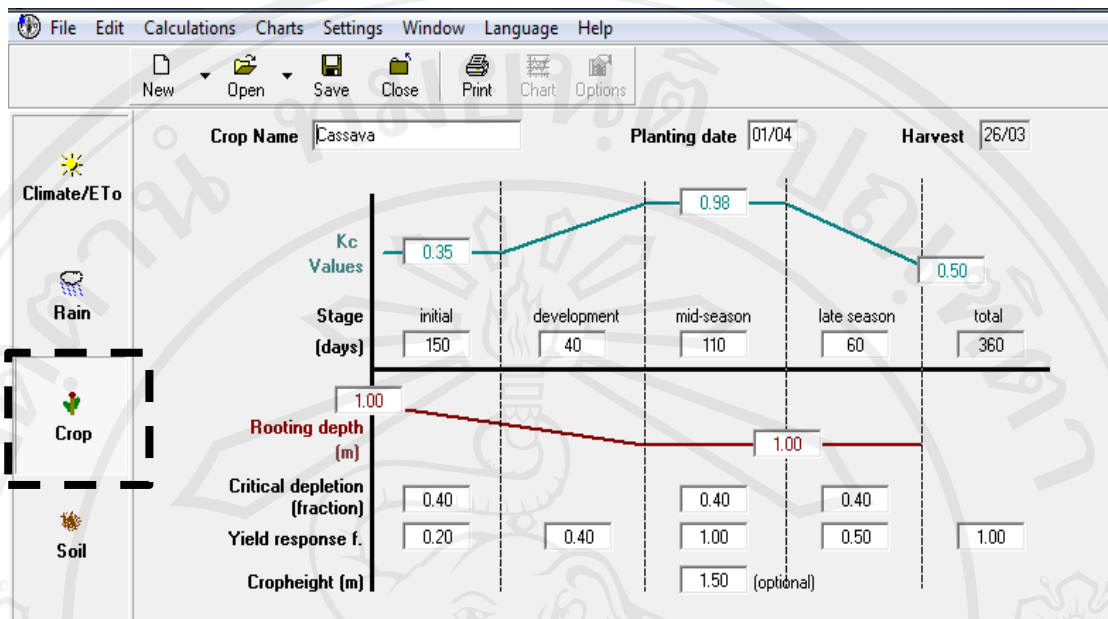 File Edit Calculations Charts Settings Window Language Help
New Open Save Close Print Chart Options
Crop Name Cassava Planting date 01/04 Harvest 26/03
Climate/ETo
Rain
Crop
Soil
Kc Values 0.35 0.98 0.50
Stage initial development mid-season late season total
(days) 150 40 110 60 360
1.00
Rooting depth
(m) 1.00
Critical depletion
(fraction) 0.40 0.40 0.40
Yield response f. 0.20 0.40 1.00 0.50 1.00
Cropheight (m) 1.50 (optional)